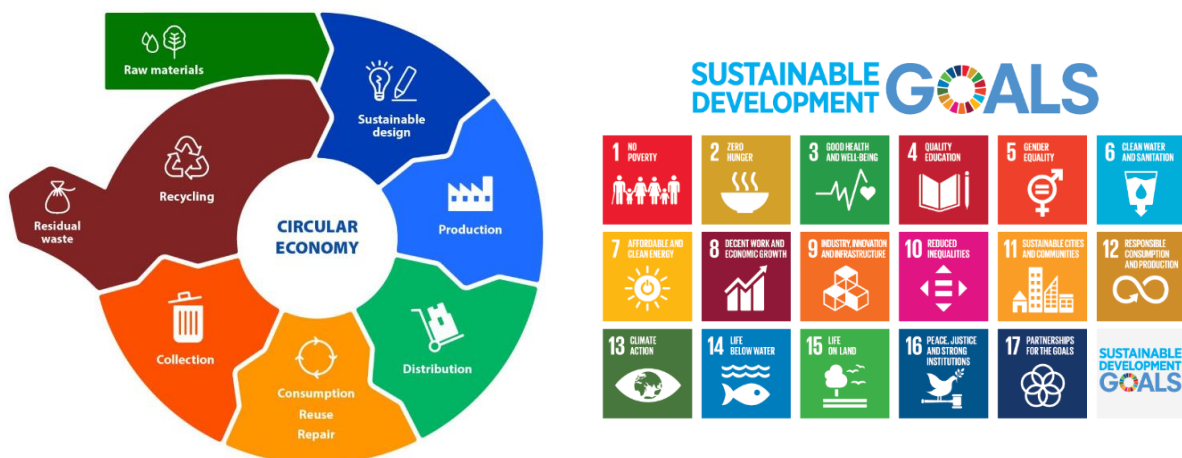 Raw materials
Sustainable
design
Production
Distribution
Consumption
Reuse
Repair
Collection
Recycling
Residual
waste
CIRCULAR
ECONOMY
SUSTAINABLE
DEVELOPMENT
GOALS
1 NO
POVERTY
2 ZERO
HUNGER
3 GOOD HEALTH
AND WELL-BEING
4 QUALITY
EDUCATION
5 GENDER
EQUALITY
6 CLEAN WATER
AND SANITATION
7 AFFORDABLE AND
CLEAN ENERGY
8 DECENT WORK AND
ECONOMIC GROWTH
9 INDUSTRY, INNOVATION
AND INFRASTRUCTURE
10 REDUCED
INEQUALITIES
11 SUSTAINABLE CITIES
AND COMMUNITIES
12 RESPONSIBLE
CONSUMPTION
AND PRODUCTION
13 CLIMATE
ACTION
14 LIFE
BELOW WATER
15 LIFE
ON LAND
16 PEACE, JUSTICE
AND STRONG
INSTITUTIONS
17 PARTNERSHIPS
FOR THE GOALS
SUSTAINABLE
DEVELOPMENT
GOALS